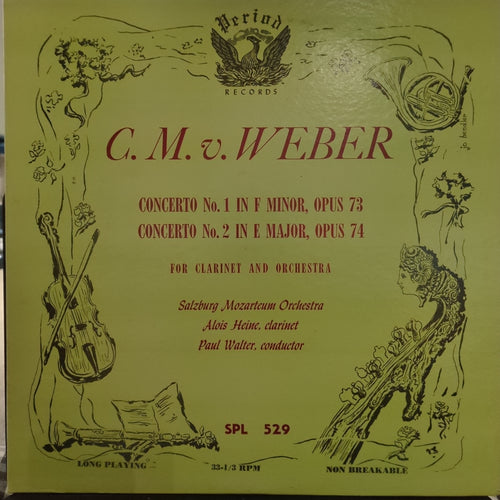 Period
RECORDS
C. M. v. WEBER
CONCERTO No. 1 IN F MINOR, OPUS 73
CONCERTO No. 2 IN E MAJOR, OPUS 74
FOR CLARINET AND ORCHESTRA
Salzburg Mozarteum Orchestra
Alois Heine, clarinet
Paul Walter, conductor
SPL 529
LONG PLAYING
33-1/3 RPM
NON BREAKABLE